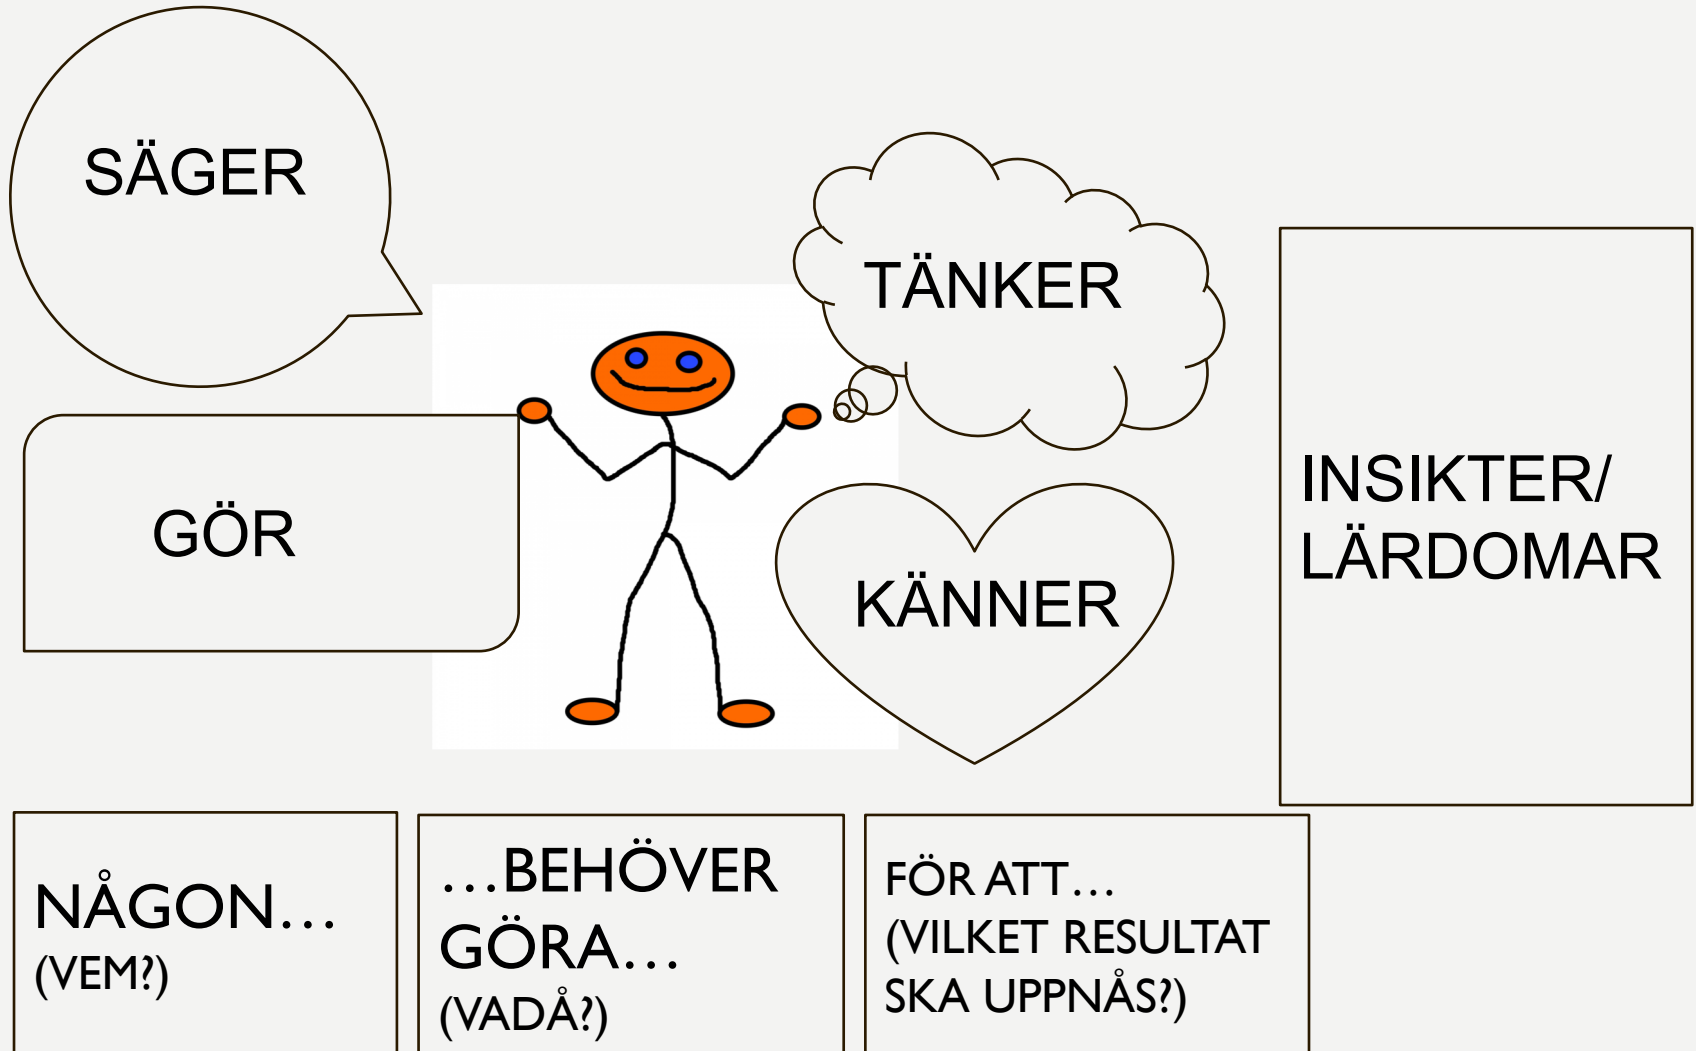 SÄGER
TÄNKER
GÖR
KÄNNER
INSIKTER/
LÄRDOMAR
NÅGON…
(VEM?)
…BEHÖVER
GÖRA…
(VADÅ?)
FÖR ATT…
(VILKET RESULTAT
SKA UPPNÅS?)